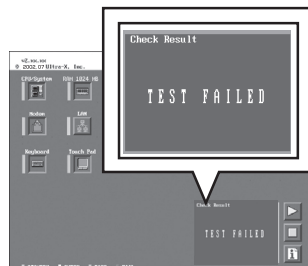 Check Result
TEST FAILED
v2.xx.xx
© 2002.07 Ultra-X, Inc.
CPU/System RAM 1024 MB
Modem LAN
Keyboard Touch Pad
Check Result
TEST FAILED